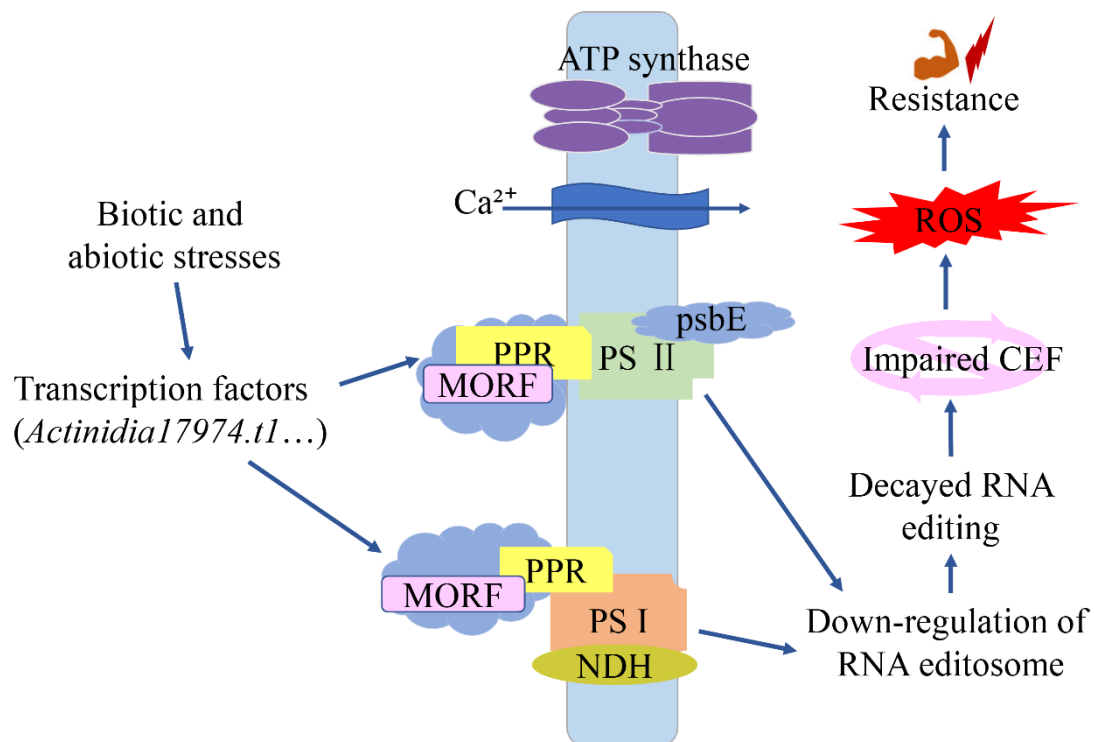 ATP synthase
Resistance
Ca²⁺
ROS
Biotic and
abiotic stresses
psbE
PPR
PS II
MORF
Impaired CEF
Transcription factors
(Actinidia17974.t1…)
Decayed RNA
editing
PPR
MORF
PS I
NDH
Down-regulation of
RNA editosome